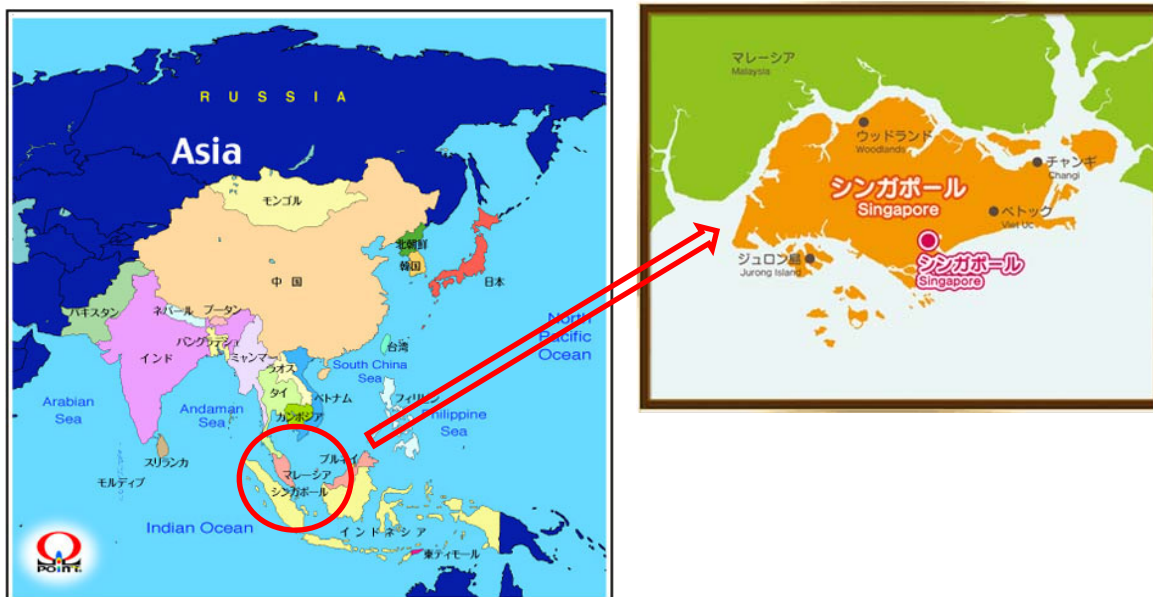 RUSSIA
Asia
モンゴル
北朝鮮
韓国
中国
日本
パキスタン
ネパール
ブータン
North
Pacific
Ocean
バングラデシュ
インド
ミャンマー
台湾
ラオス
South China
Sea
タイ
Arabian
Sea
Andaman
Sea
ベトナム
フィリピン
カンボジア
Philippine
Sea
スリランカ
ブルネイ
マレーシア
モルディブ
シンガポール
Indian Ocean
インドネシア
東ティモール
POINT.
マレーシア
Malaysia
ウッドランド
Woodlands
チャンギ
Changi
シンガポール
Singapore
ベトック
Viet Uc
ジュロン島
Jurong Island
シンガポール
Singapore